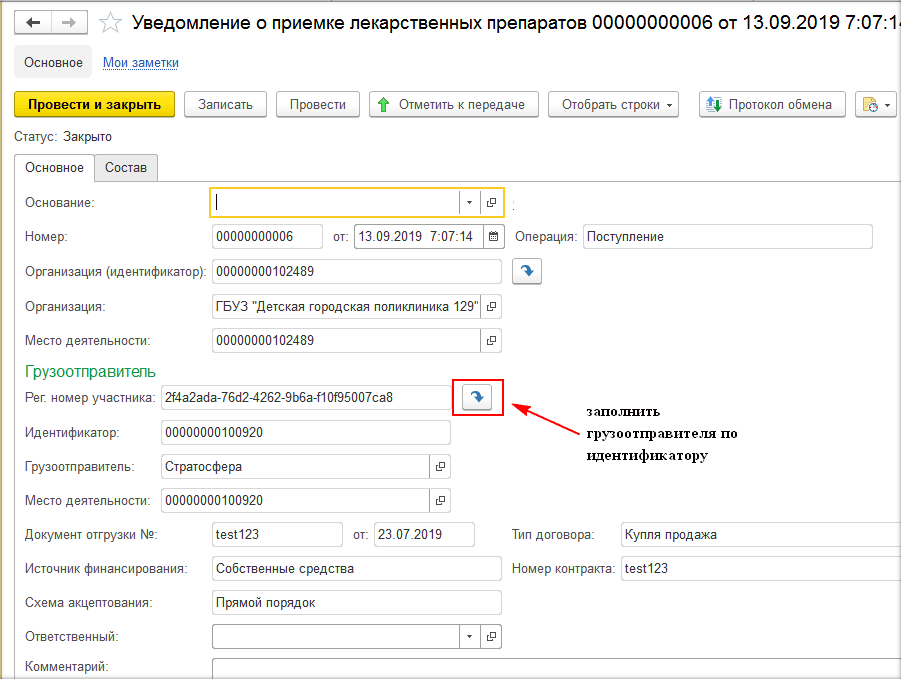 Уведомление о приемке лекарственных препаратов 00000000006 от 13.09.2019 7:07:14
Основное Мои заметки
Провести и закрыть Записать Провести Отметить к передаче Отобрать строки Протокол обмена
Статус: Закрыто
Основное Состав
Основание:
Номер: 00000000006 от: 13.09.2019 7:07:14 Операция: Поступление
Организация (идентификатор): 00000000102489
Организация: ГБУЗ "Детская городская поликлиника 129"
Место деятельности: 00000000102489
Грузоотправитель
Рег. номер участника: 2f4a2ada-76d2-4262-9b6a-f10f95007ca8
заполнить
грузоотправителя по
идентификатору
Идентификатор: 00000000100920
Грузоотправитель: Стратосфера
Место деятельности: 00000000100920
Документ отгрузки №: test123 от: 23.07.2019 Тип договора: Купля продажа
Источник финансирования: Собственные средства Номер контракта: test123
Схема акцептования: Прямой порядок
Ответственный:
Комментарий: